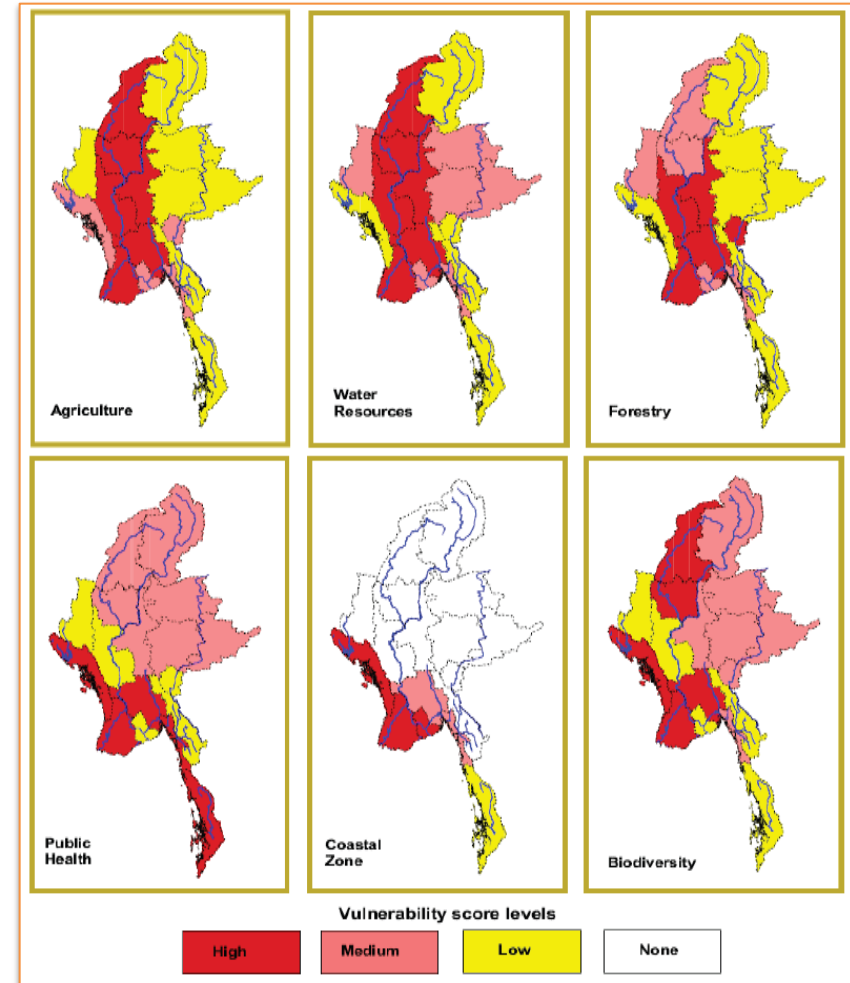 Agriculture
Water
Resources
Forestry
Public
Health
Coastal
Zone
Biodiversity
Vulnerability score levels
High
Medium
Low
None